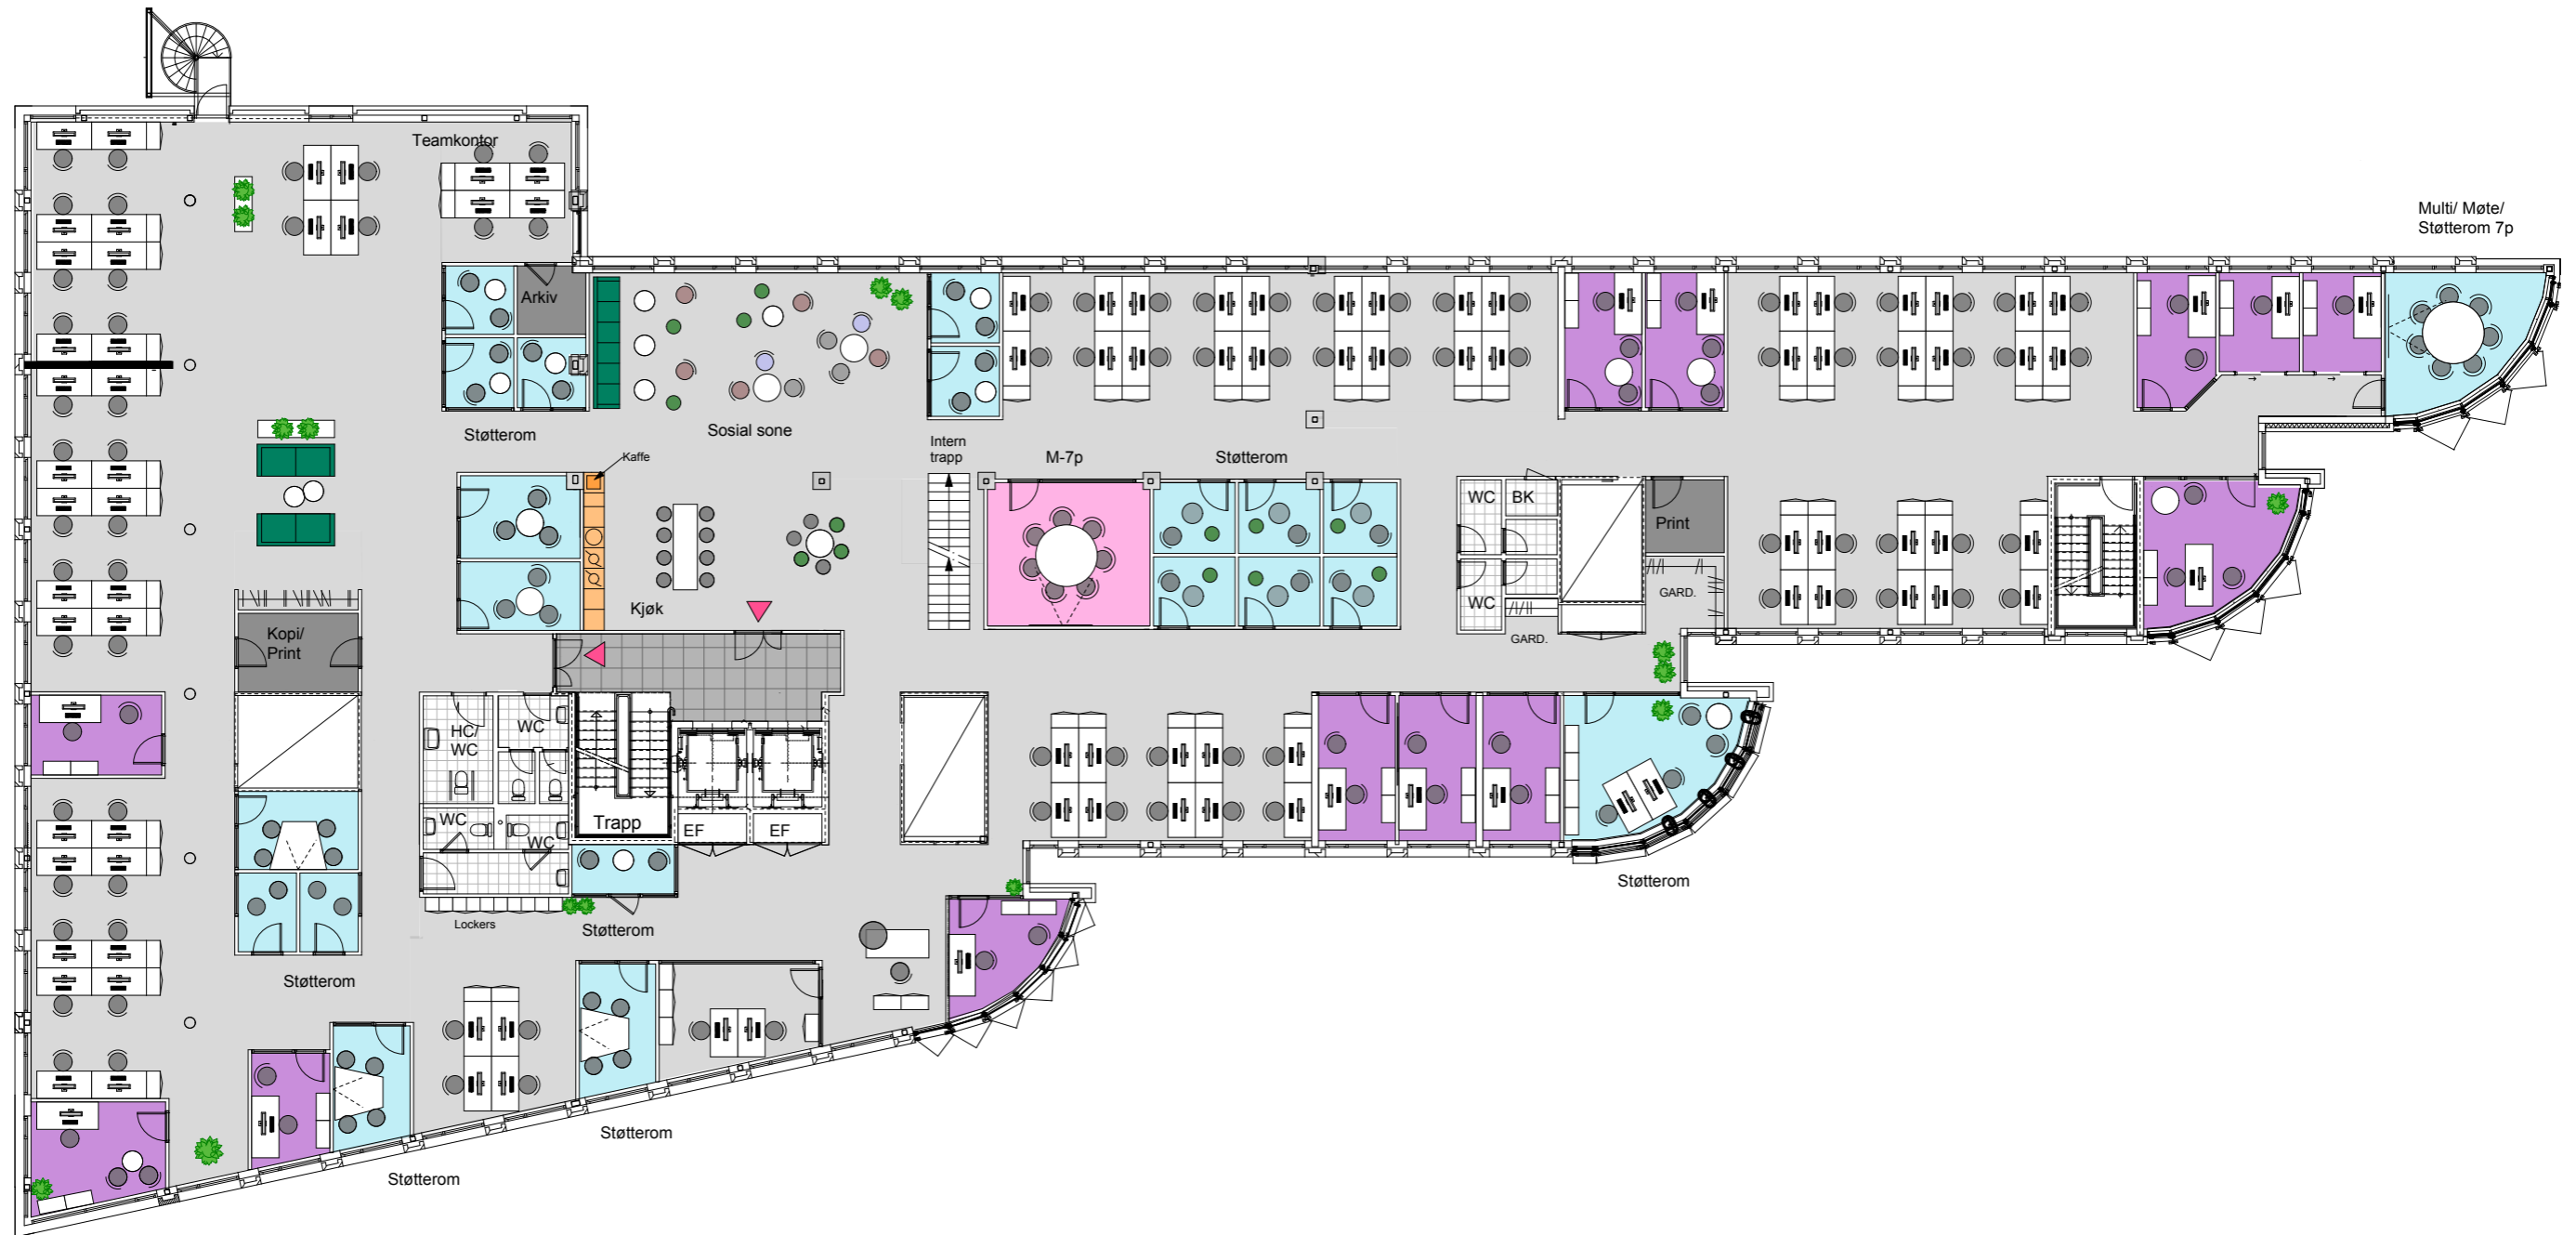 Teamkontor
Multi/ Møte/
Støtterom 7p
Arkiv
Støtterom
Sosial sone
Kaffe
Intern
trapp
M-7p
Støtterom
WC
BK
Print
WC
GARD.
GARD.
Kjøk
Kopi/
Print
HC/
WC
WC
WC
WC
Trapp
EF
EF
Støtterom
Lockers
Støtterom
Støtterom
Støtterom
Støtterom